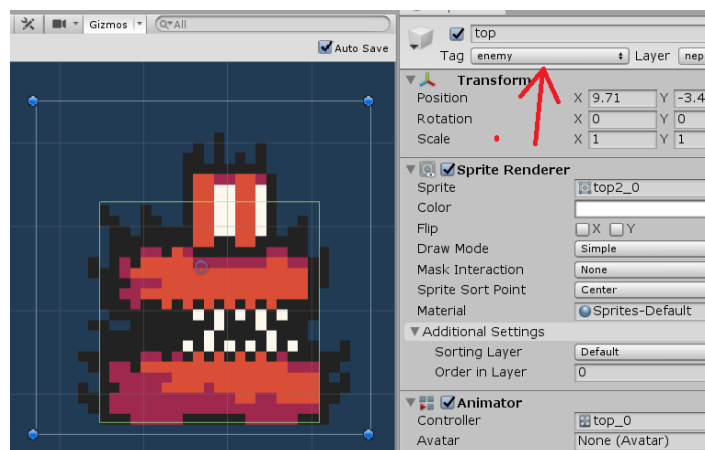 Gizmos
All
Auto Save
top
Tag enemy Layer nep
Transform
Position X 9.71 Y -3.4
Rotation X 0 Y 0
Scale X 1 Y 1
Sprite Renderer
Sprite top2_0
Color
Flip X Y
Draw Mode Simple
Mask Interaction None
Sprite Sort Point Center
Material Sprites-Default
Additional Settings
Sorting Layer Default
Order in Layer 0
Animator
Controller top_0
Avatar None (Avatar)